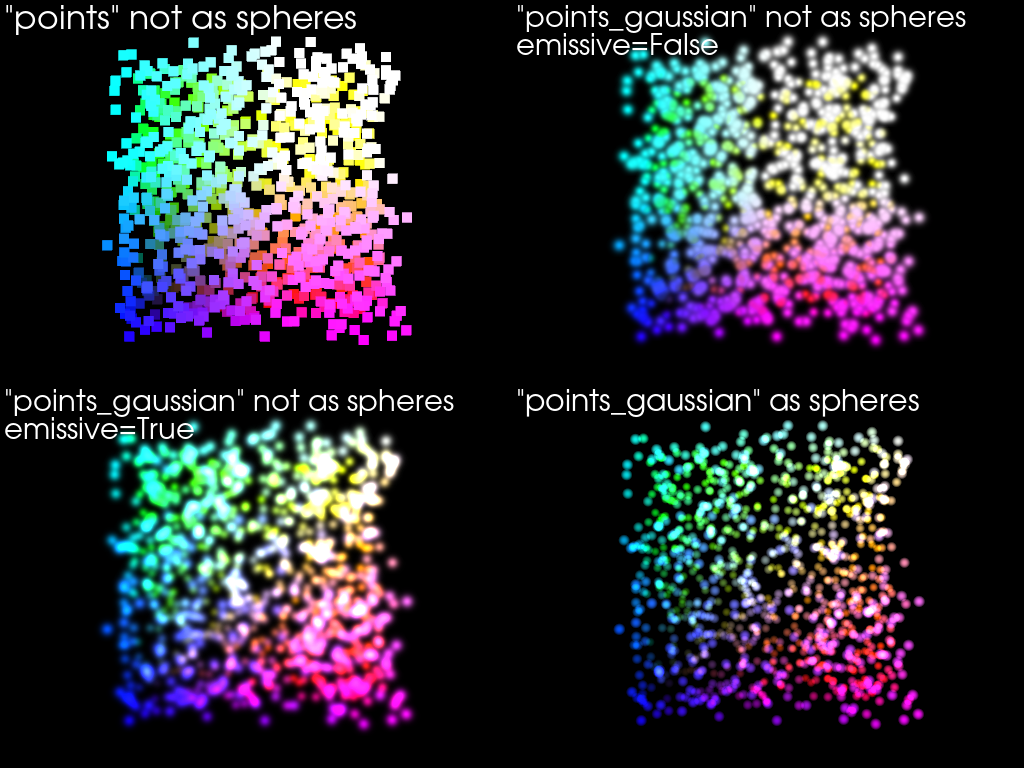 "points" not as spheres
"points_gaussian" not as spheres
emissive=False
"points_gaussian" not as spheres
emissive=True
"points_gaussian" as spheres